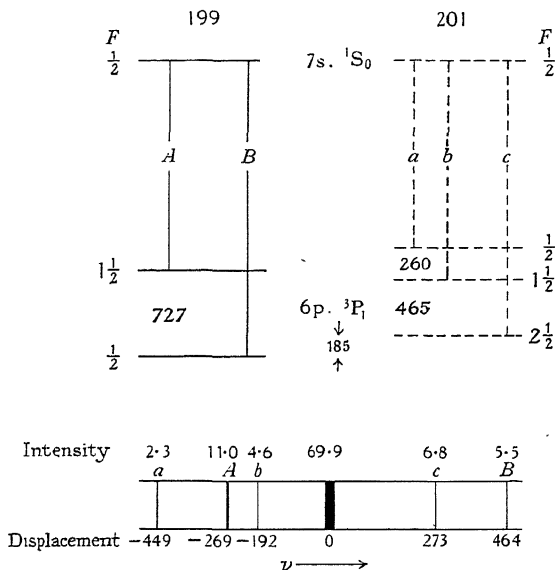 199 201
F F
½ 7s. ¹S₀ ½
A B a b c
½
1½ 260
1½
727 6p. ³P₁ 465
↓
185 2½
½ ↑
Intensity 2·3 11·0 4·6 69·9 6·8 5·5
a A b c B
Displacement −449 −269 −192 0 273 464
ν ⟶